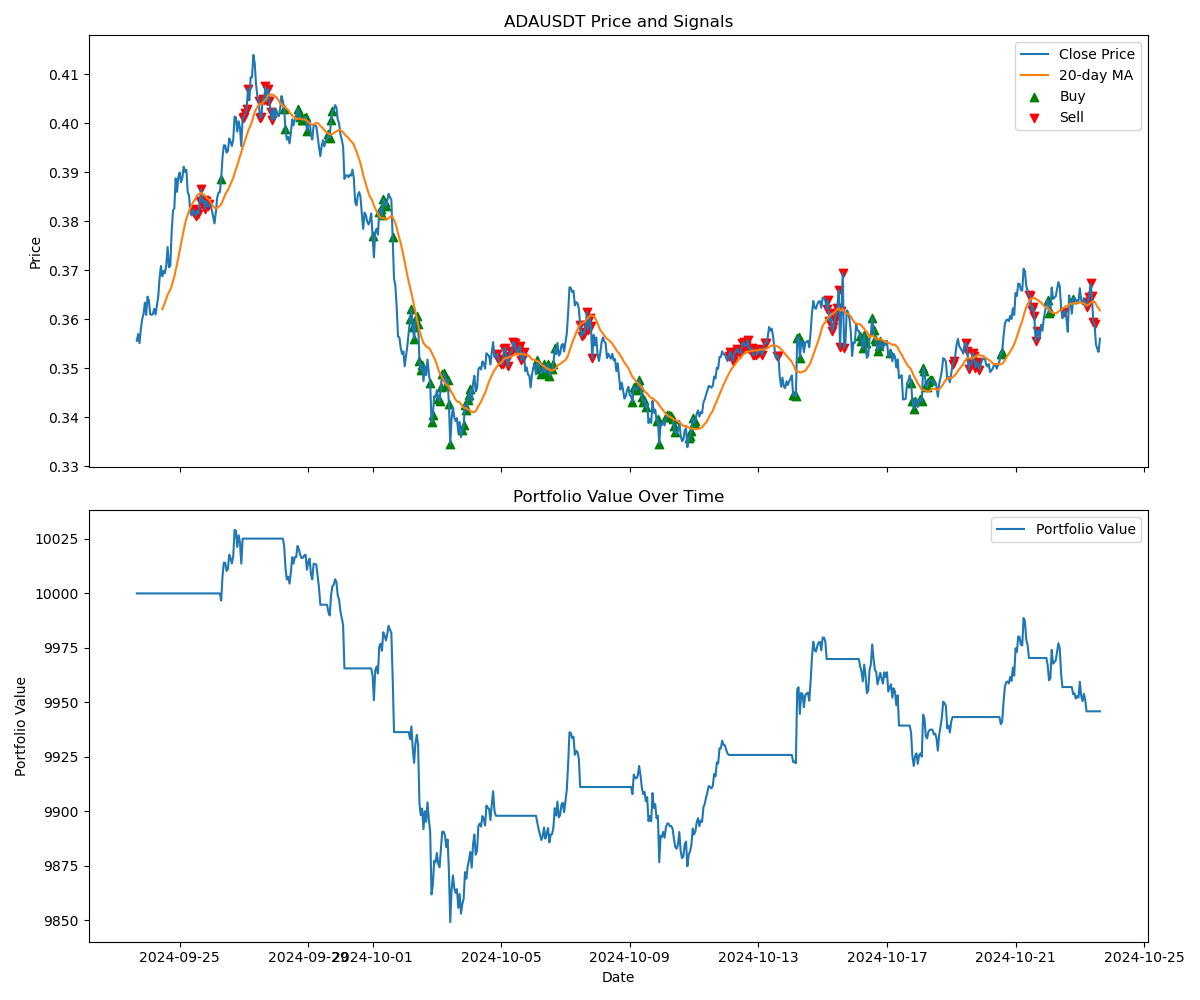 ADAUSDT Price and Signals
Price
0.41
0.40
0.39
0.38
0.37
0.36
0.35
0.34
0.33
Close Price
20-day MA
Buy
Sell
Portfolio Value Over Time
Portfolio Value
10025
10000
9975
9950
9925
9900
9875
9850
Portfolio Value
2024-09-25
2024-09-29
2024-10-01
2024-10-05
2024-10-09
2024-10-13
2024-10-17
2024-10-21
2024-10-25
Date